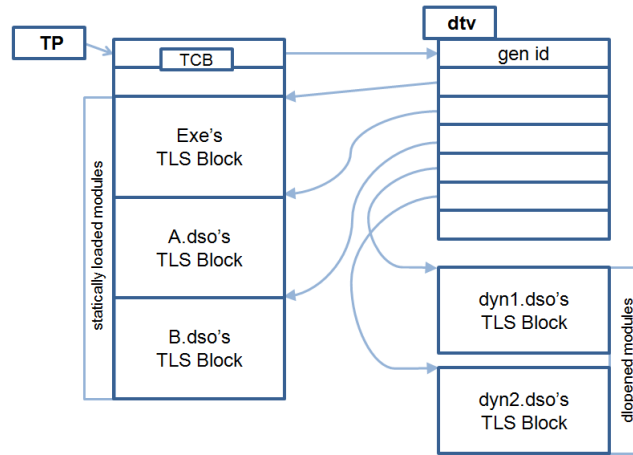 TP
TCB
dtv
gen id
statically loaded modules
Exe's
TLS Block
A.dso's
TLS Block
B.dso's
TLS Block
dyn1.dso's
TLS Block
dyn2.dso's
TLS Block
dlopened modules